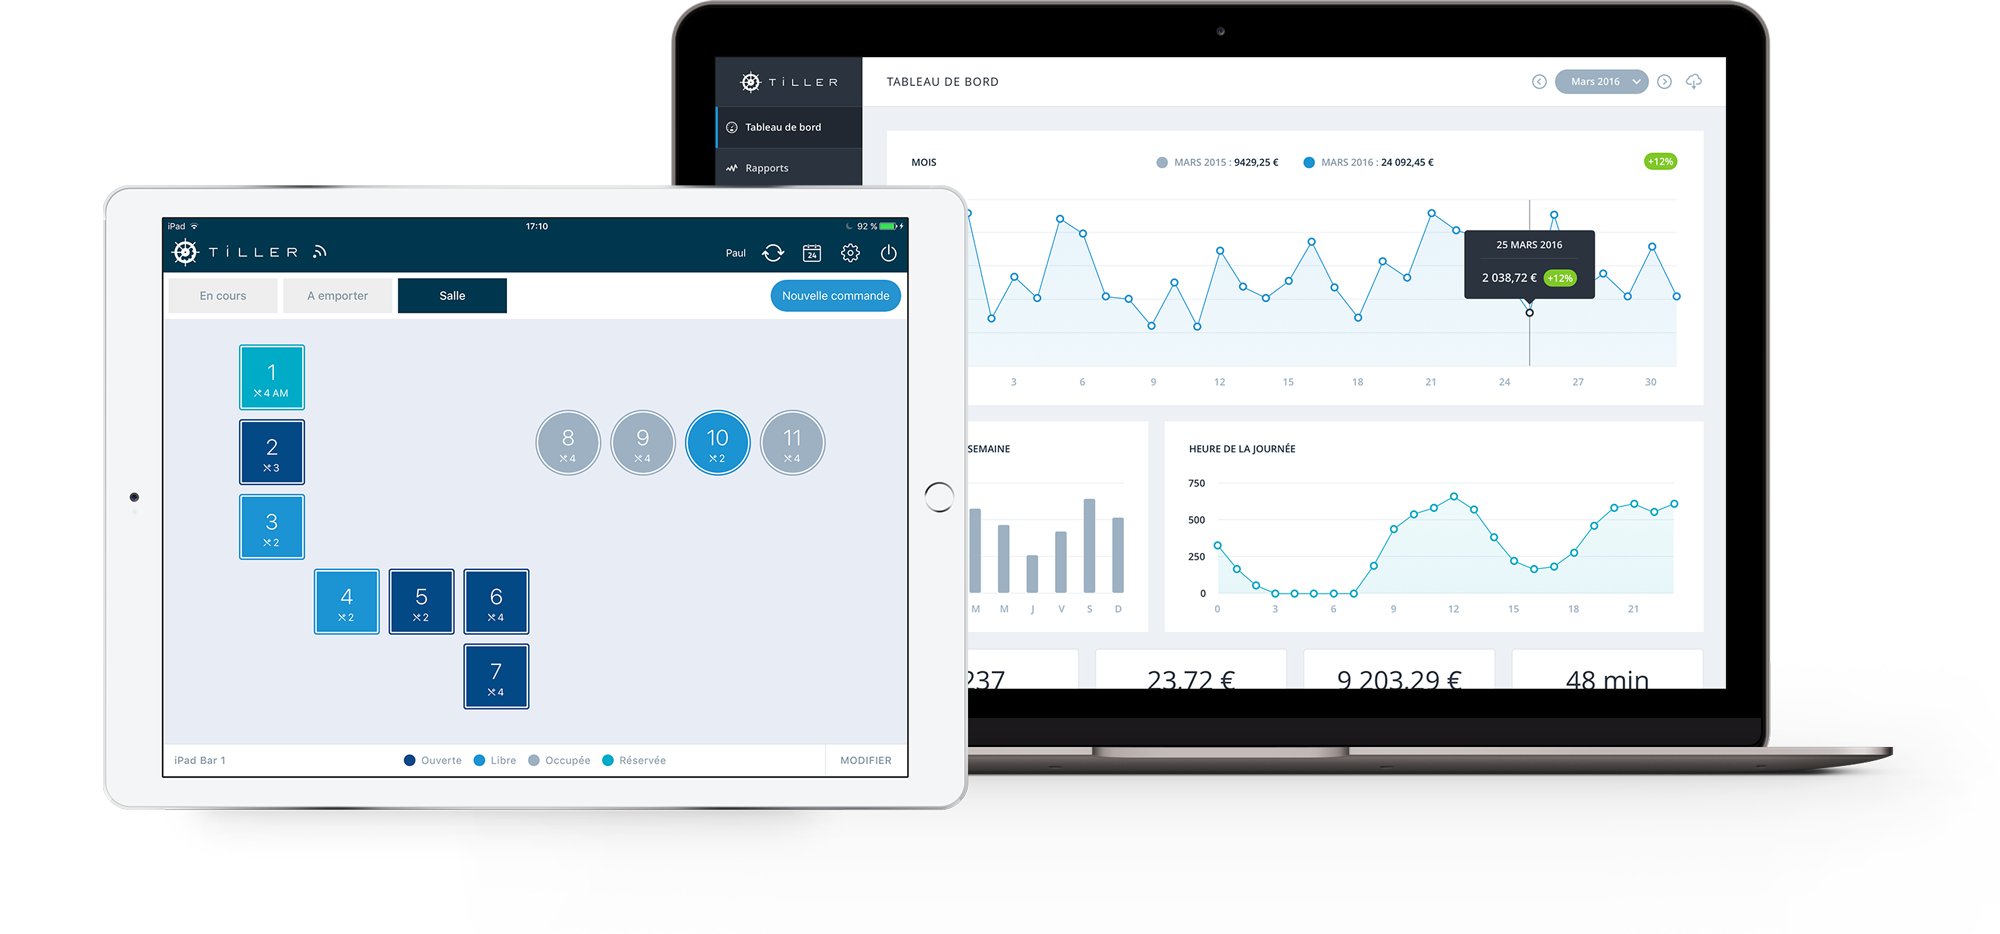 TiLLER
TABLEAU DE BORD
Mars 2016
Tableau de bord
Rapports
MOIS
MARS 2015 : 9429,25 €
MARS 2016 : 24 092,45 €
+12%
25 MARS 2016
2 038,72 € +12%
3 6 9 12 15 18 21 24 27 30
SEMAINE
M M J V S D
HEURE DE LA JOURNÉE
750
500
250
0
0 3 6 9 12 15 18 21
237
23,72 €
9 203,29 €
48 min
iPad
17:10
92 %
TiLLER
Paul
24
En cours
A emporter
Salle
Nouvelle commande
1
4 AM
2
3
3
2
4
2
5
2
6
4
7
4
8
4
9
4
10
2
11
4
iPad Bar 1
Ouverte
Libre
Occupée
Réservée
MODIFIER